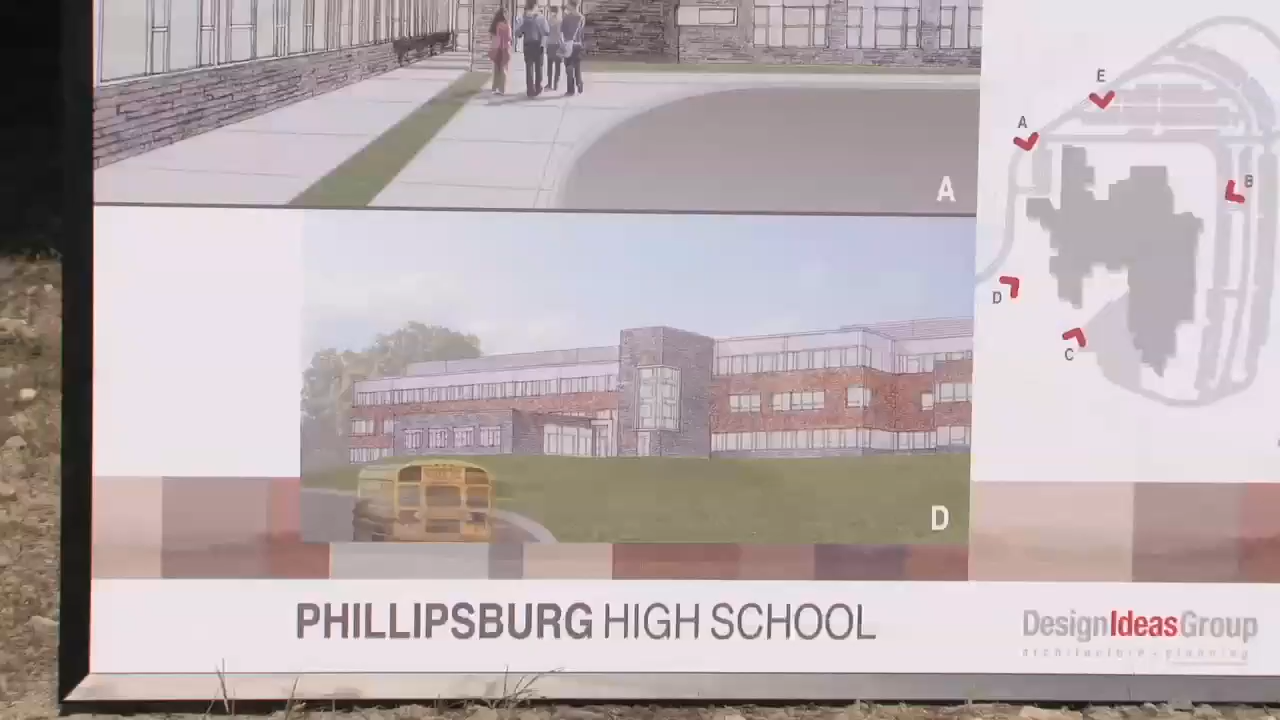 E
A
B
A
D
C
D
PHILLIPSBURG HIGH SCHOOL
DesignIdeasGroup
architecture + planning